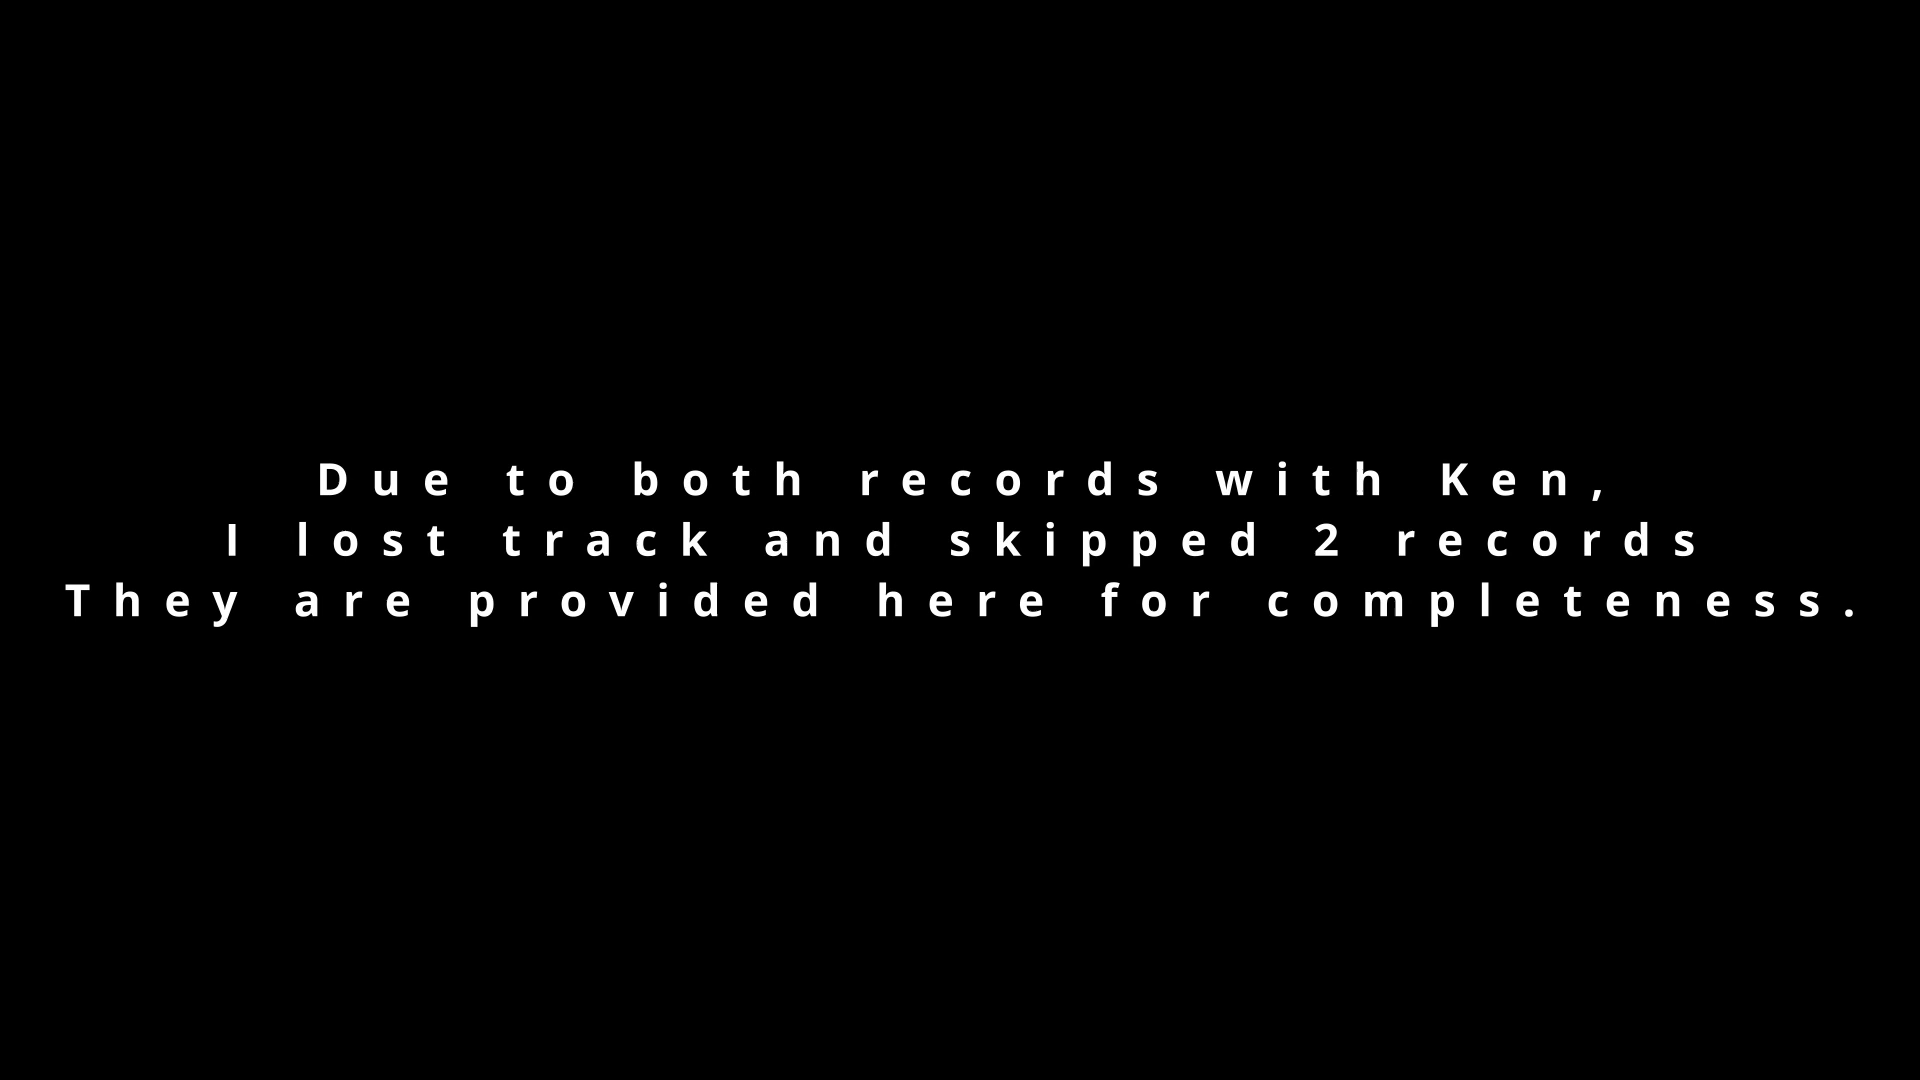 Due to both records with Ken,
I lost track and skipped 2 records
They are provided here for completeness.